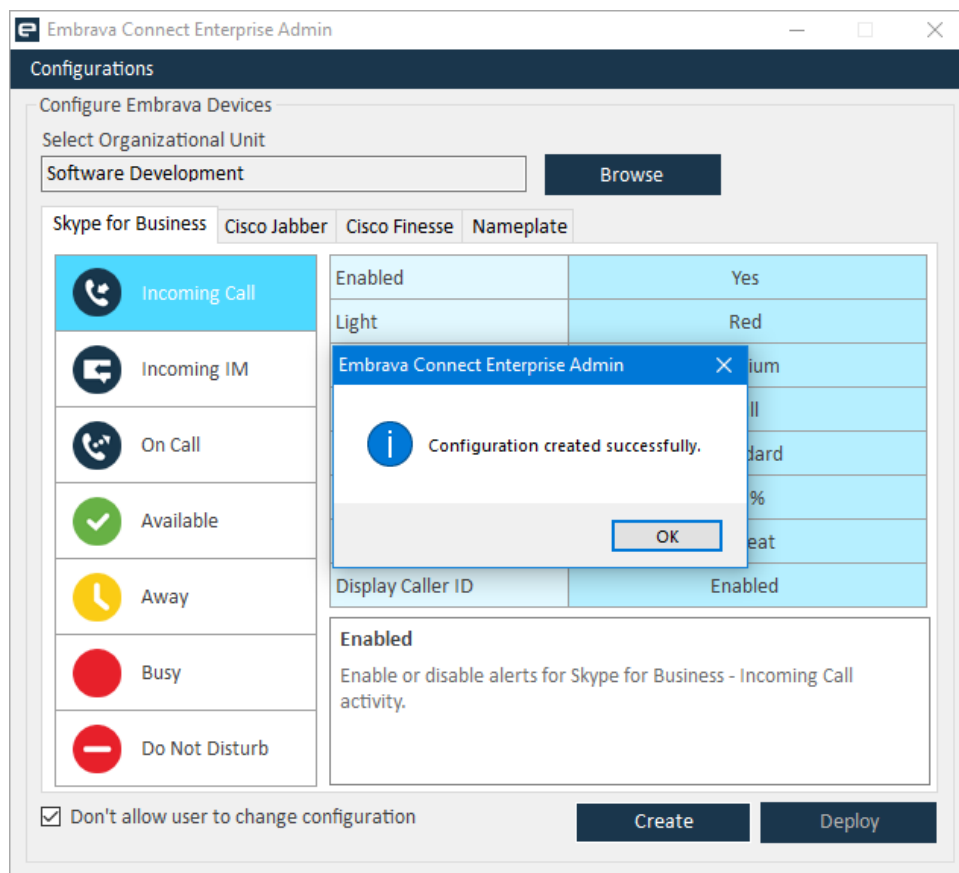 Embrava Connect Enterprise Admin
Configurations
Configure Embrava Devices
Select Organizational Unit
Software Development
Browse
Skype for Business Cisco Jabber Cisco Finesse Nameplate
Incoming Call
Incoming IM
On Call
Available
Away
Busy
Do Not Disturb
Enabled Yes
Light Red
Embrava Connect Enterprise Admin
Configuration created successfully.
OK
Display Caller ID Enabled
Enabled
Enable or disable alerts for Skype for Business - Incoming Call
activity.
Don't allow user to change configuration
Create
Deploy